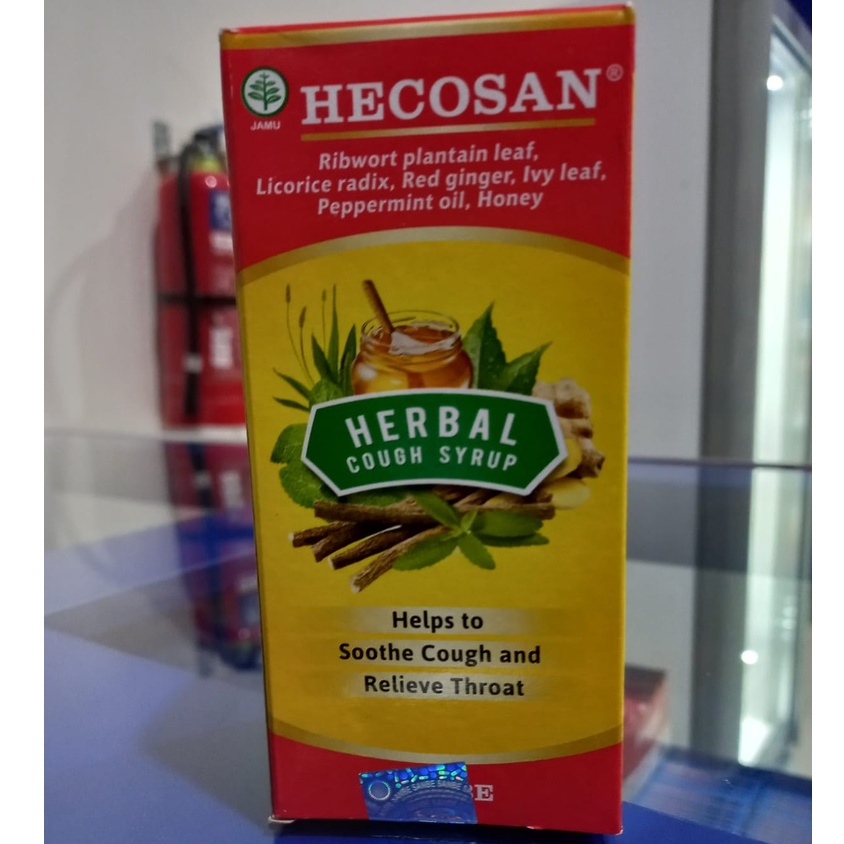 JAMU
HECOSAN®
Ribwort plantain leaf,
Licorice radix, Red ginger, Ivy leaf,
Peppermint oil, Honey
HERBAL
COUGH SYRUP
Helps to
Soothe Cough and
Relieve Throat